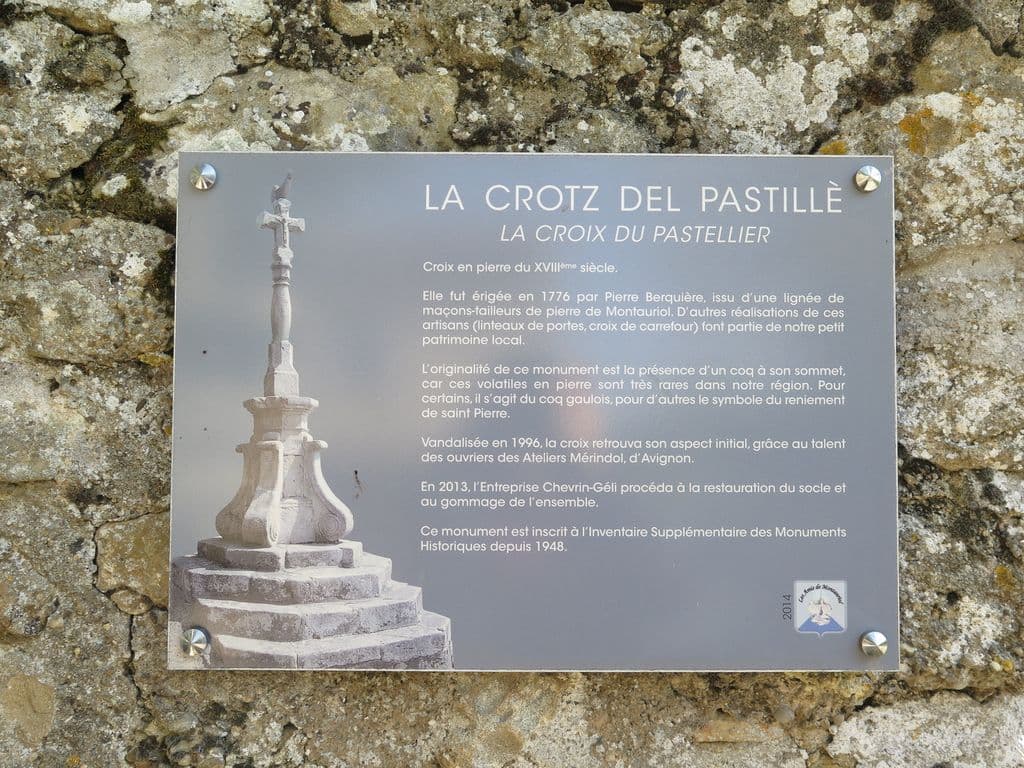 LA CROTZ DEL PASTILLÈ
LA CROIX DU PASTELLIER
Croix en pierre du XVIIIème siècle.
Elle fut érigée en 1776 par Pierre Berquière, issu d'une lignée de
maçons-tailleurs de pierre de Montauriol. D'autres réalisations de ces
artisans (linteaux de portes, croix de carrefour) font partie de notre petit
patrimoine local.
L'originalité de ce monument est la présence d'un coq à son sommet,
car ces volatiles en pierre sont très rares dans notre région. Pour
certains, il s'agit du coq gaulois, pour d'autres le symbole du reniement
de saint Pierre.
Vandalisée en 1996, la croix retrouva son aspect initial, grâce au talent
des ouvriers des Ateliers Mérindol, d'Avignon.
En 2013, l'Entreprise Chevrin-Géli procéda à la restauration du socle et
au gommage de l'ensemble.
Ce monument est inscrit à l'Inventaire Supplémentaire des Monuments
Historiques depuis 1948.
2014